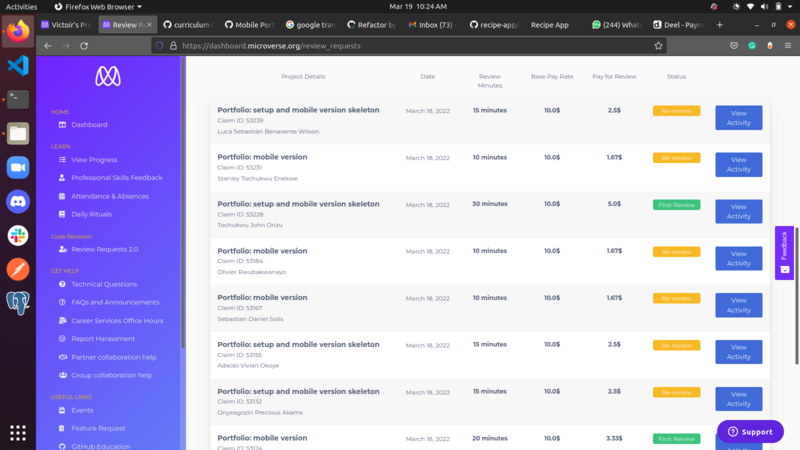 Activities
Firefox Web Browser
Mar 19 10:24 AM
Victoir's Pr
Review R
curriculum-
Mobile Port
google tran
Refactor by
Inbox (73) -
recipe-app/
Recipe App
(244) Whats
Deel - Payr
https://dashboard.microverse.org/review_requests
HOME
Dashboard
LEARN
View Progress
Professional Skills Feedback
Attendance & Absences
Daily Rituals
Code Reviewer
Review Requests 2.0
GET HELP
Technical Questions
FAQs and Announcements
Career Services Office Hours
Report Harassment
Partner collaboration help
Group collaboration help
USEFUL LINKS
Events
Feature Request
GitHub Education
Project Details Date Review Minutes Base Pay Rate Pay for Review Status
Portfolio: setup and mobile version skeleton March 18, 2022 15 minutes 10.0$ 2.5$ Re-review View Activity
Claim ID: 53239
Luca Sebastian Benavente Wilson
Portfolio: mobile version March 18, 2022 10 minutes 10.0$ 1.67$ Re-review View Activity
Claim ID: 53231
Stanley Tochukwu Enekwe
Portfolio: setup and mobile version skeleton March 18, 2022 30 minutes 10.0$ 5.0$ First Review View Activity
Claim ID: 53228
Tochukwu John Orizu
Portfolio: mobile version March 18, 2022 10 minutes 10.0$ 1.67$ Re-review View Activity
Claim ID: 53184
Olivier Rwubakwanayo
Portfolio: mobile version March 18, 2022 10 minutes 10.0$ 1.67$ Re-review View Activity
Claim ID: 53167
Sebastian Daniel Solis
Portfolio: setup and mobile version skeleton March 18, 2022 15 minutes 10.0$ 2.5$ Re-review View Activity
Claim ID: 53155
Adaobi Vivian Okoye
Portfolio: setup and mobile version skeleton March 18, 2022 15 minutes 10.0$ 2.5$ Re-review View Activity
Claim ID: 53132
Onyeagoziri Precious Akams
Portfolio: mobile version March 18, 2022 20 minutes 10.0$ 3.33$ First Review
Claim ID: 53124
Feedback
Support